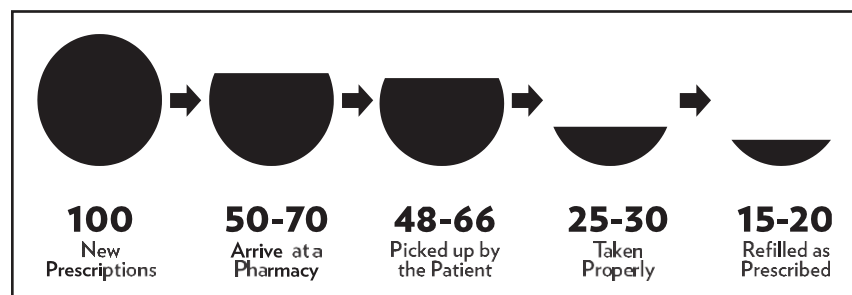 100
New
Prescriptions
50-70
Arrive at a
Pharmacy
48-66
Picked up by
the Patient
25-30
Taken
Properly
15-20
Refilled as
Prescribed